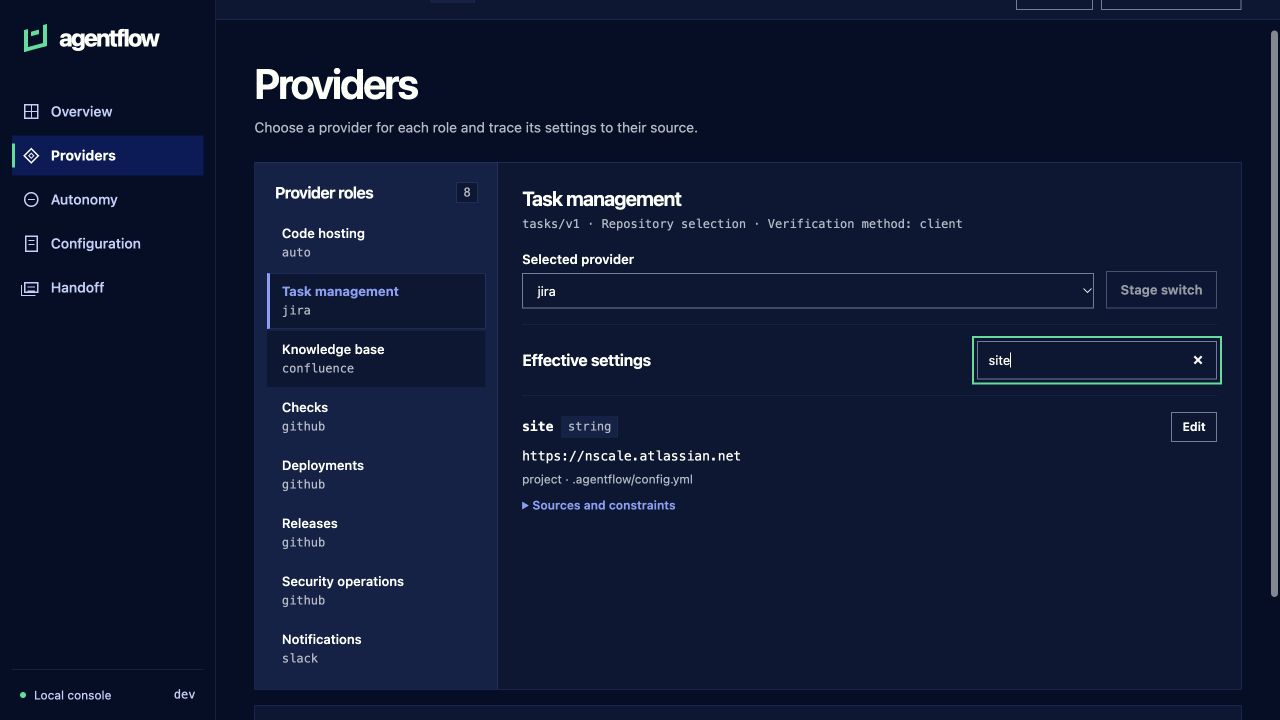 agentflow
Overview
Providers
Autonomy
Configuration
Handoff
Local console
dev
Providers
Choose a provider for each role and trace its settings to their source.
Provider roles 8
Code hosting
auto
Task management
jira
Knowledge base
confluence
Checks
github
Deployments
github
Releases
github
Security operations
github
Notifications
slack
Task management
tasks/v1 · Repository selection · Verification method: client
Selected provider
jira
Stage switch
Effective settings
site
site string
Edit
https://nscale.atlassian.net
project · .agentflow/config.yml
Sources and constraints